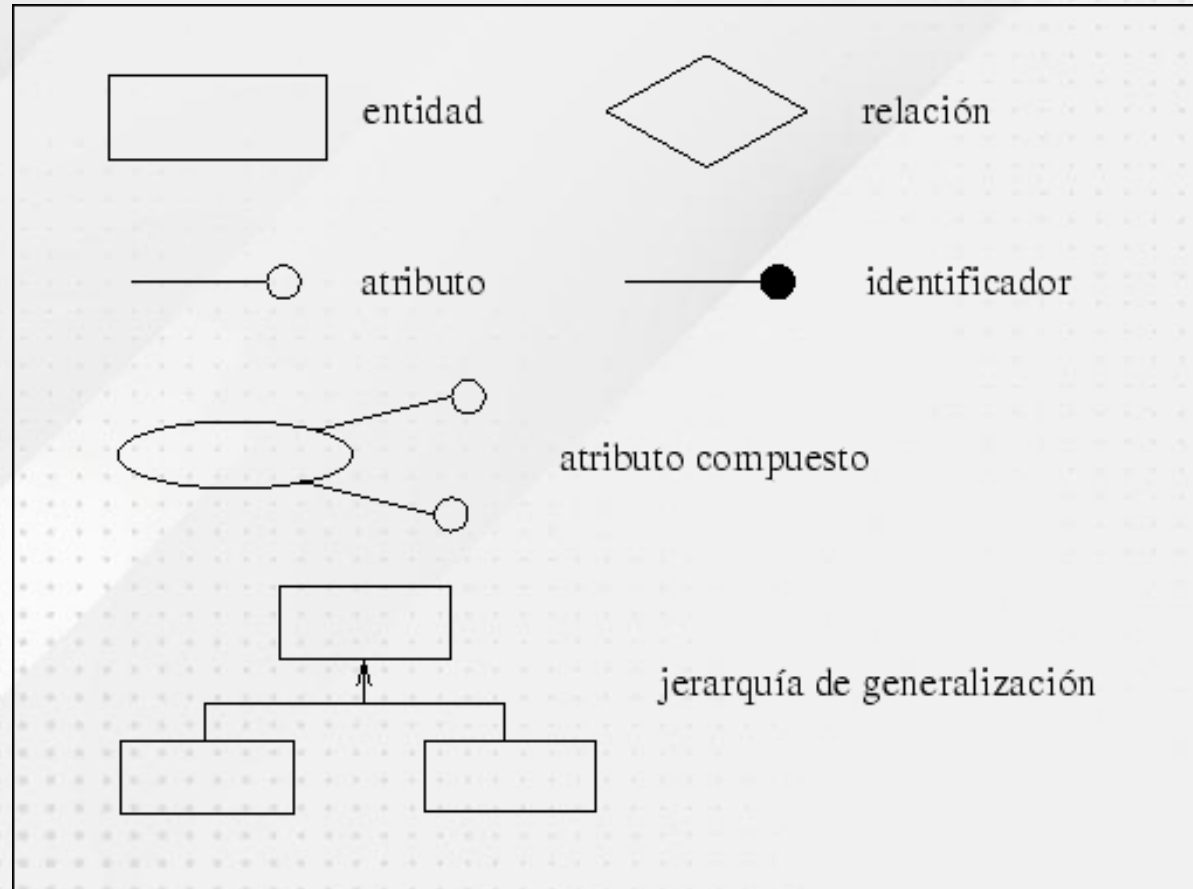 entidad
relación
atributo
identificador
atributo compuesto
jerarquía de generalización